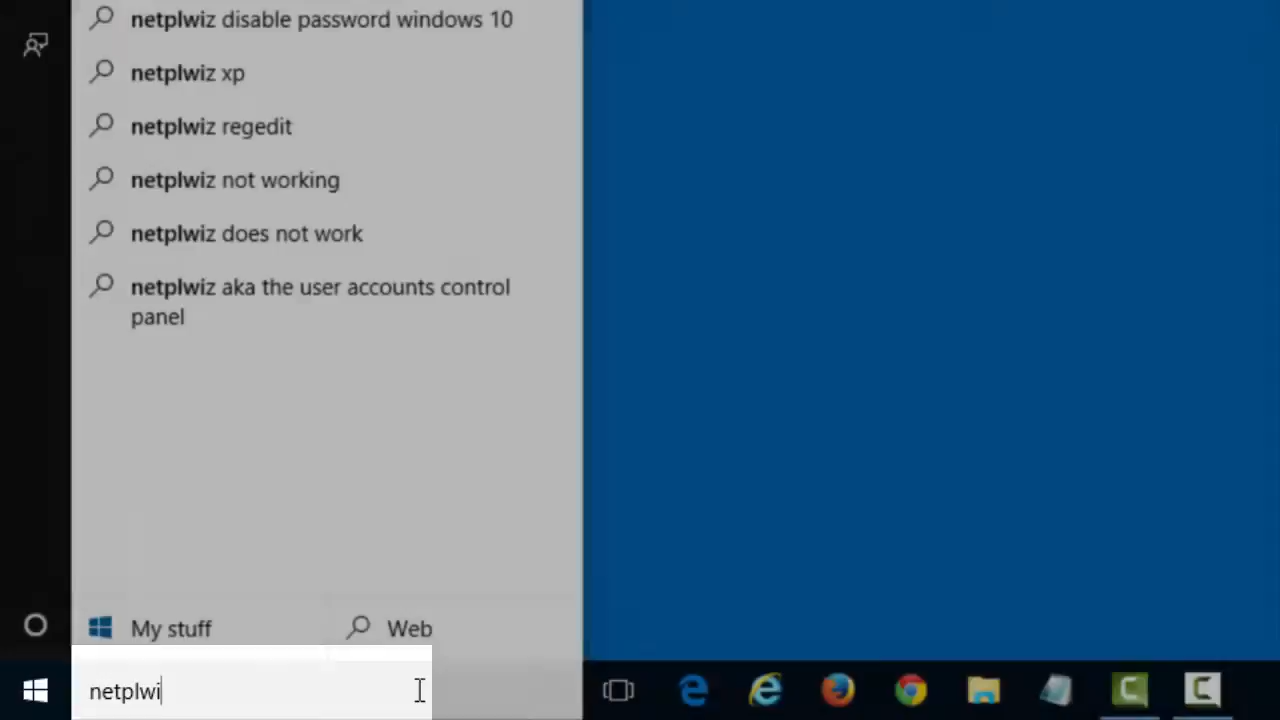 netplwiz disable password windows 10
netplwiz xp
netplwiz regedit
netplwiz not working
netplwiz does not work
netplwiz aka the user accounts control
panel
My stuff
Web
netplwi